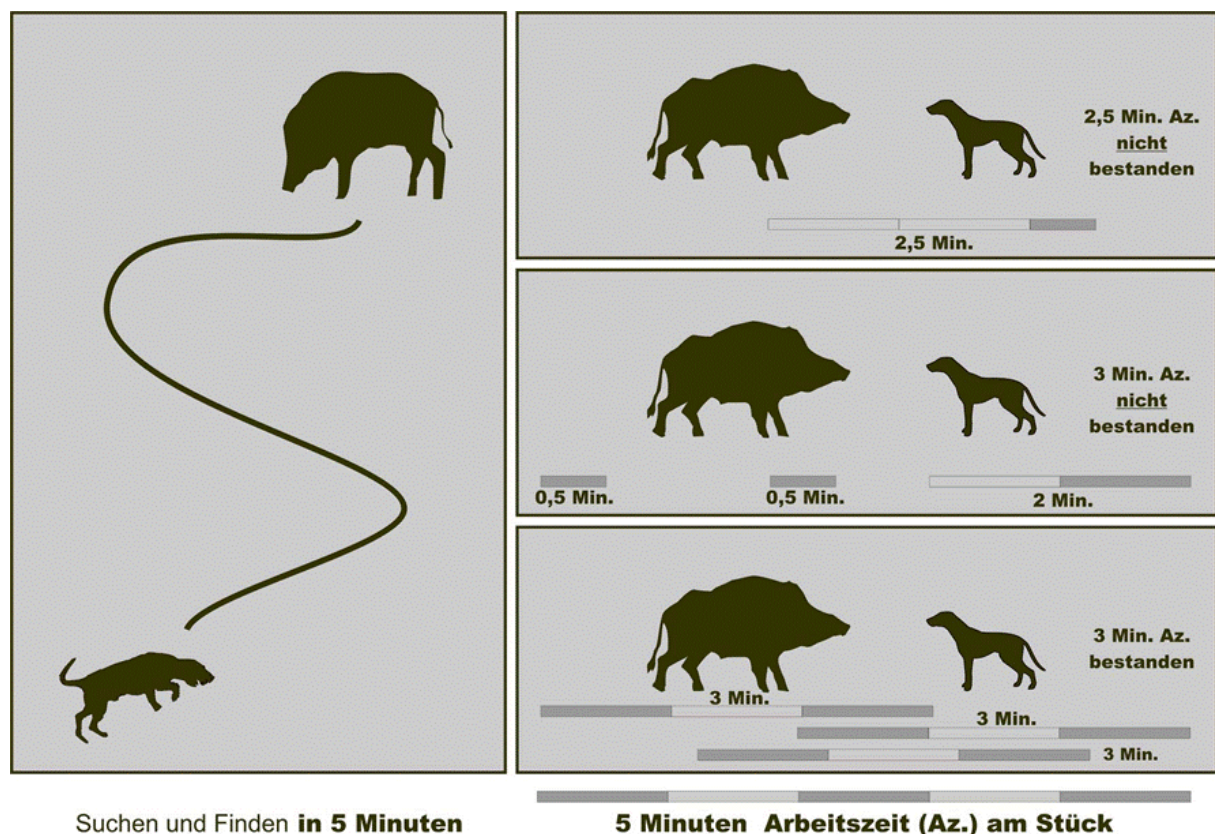 2,5 Min. Az.
nicht
bestanden
2,5 Min.
3 Min. Az.
nicht
bestanden
0,5 Min.
0,5 Min.
2 Min.
3 Min. Az.
bestanden
3 Min.
3 Min.
3 Min.
Suchen und Finden in 5 Minuten
5 Minuten Arbeitszeit (Az.) am Stück